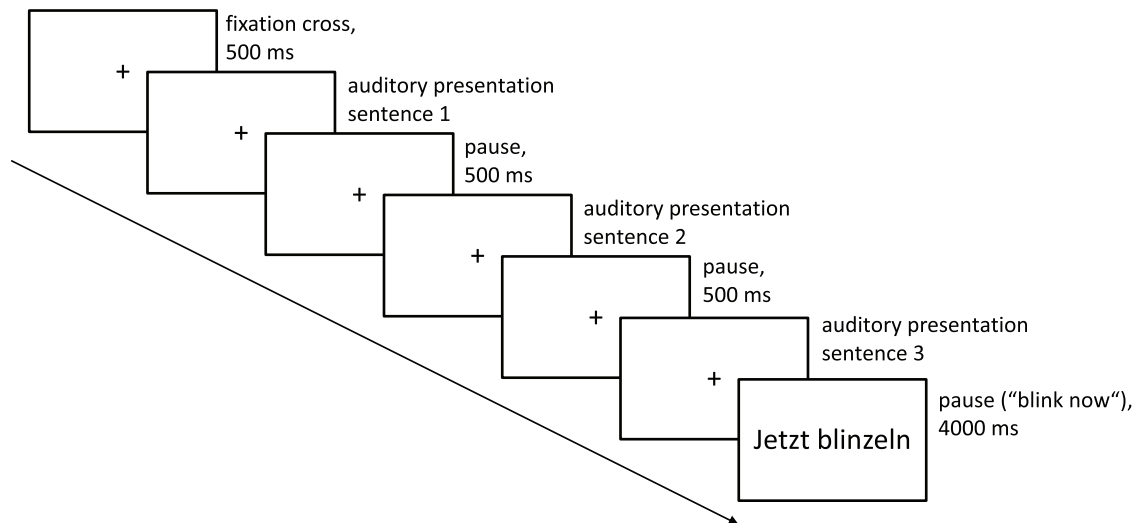 fixation cross,
500 ms
+
auditory presentation
sentence 1
+
pause,
500 ms
+
auditory presentation
sentence 2
+
pause,
500 ms
+
auditory presentation
sentence 3
+
pause (“blink now“),
4000 ms
Jetzt blinzeln